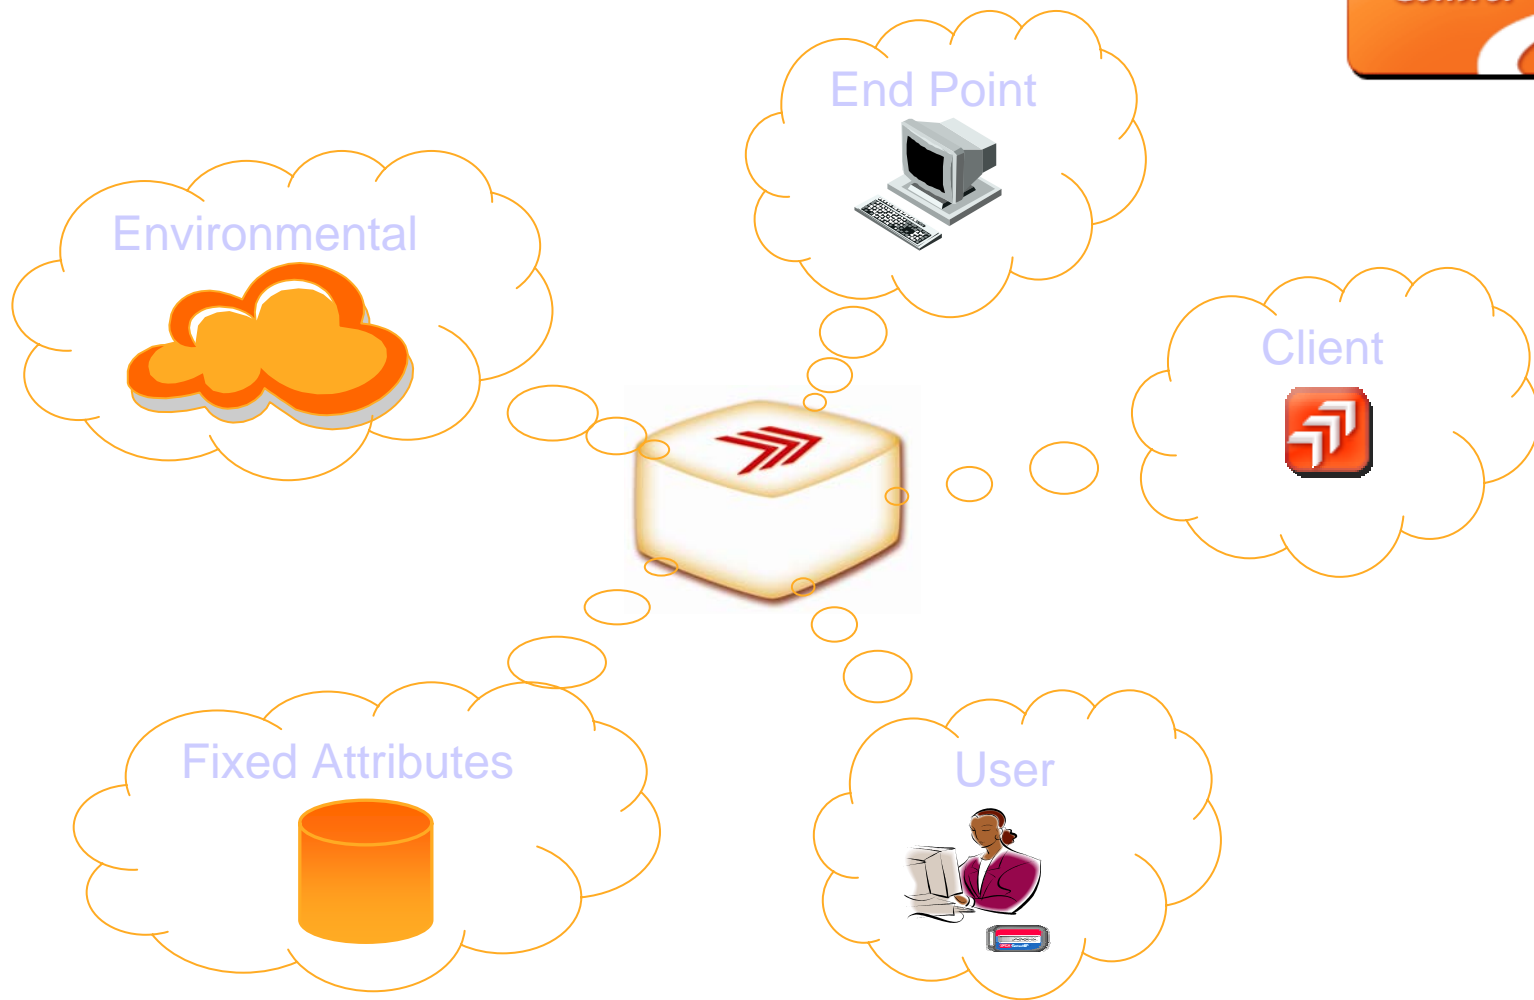 End Point
Environmental
Client
Fixed Attributes
User